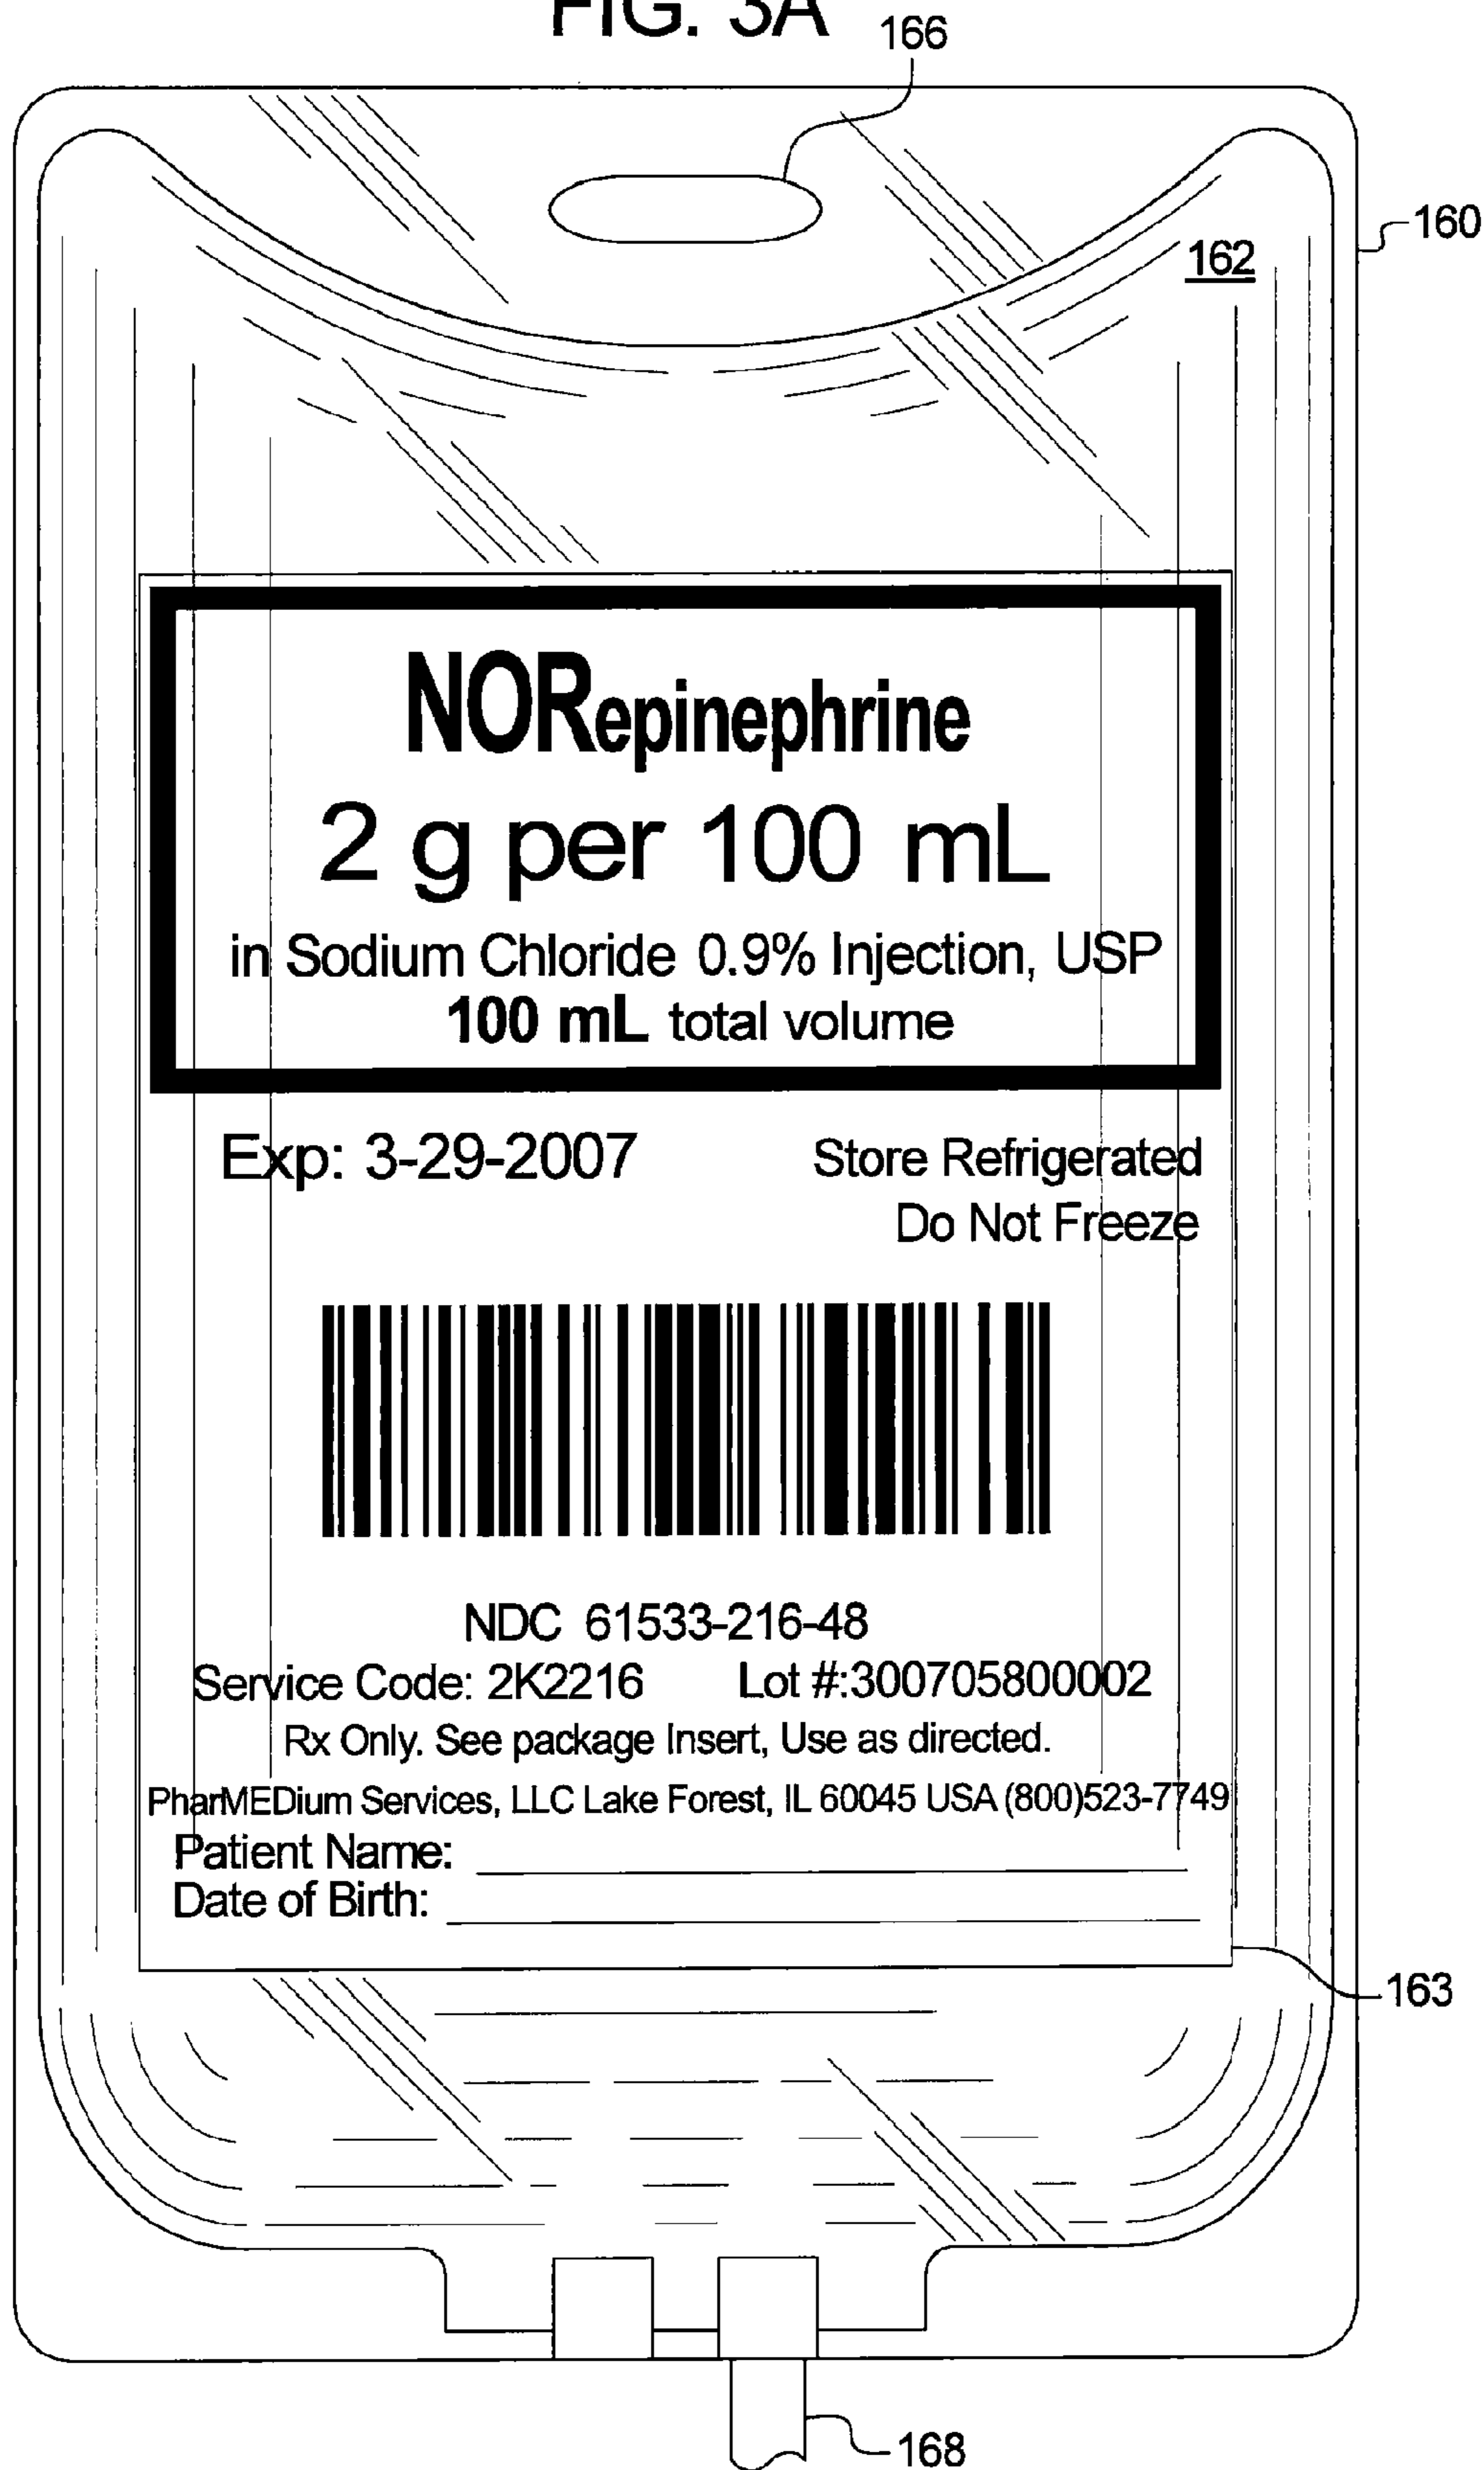 FIG. 3A
166
160
162
NORepinephrine
2 g per 100 mL
in Sodium Chloride 0.9% Injection, USP
100 mL total volume
Exp: 3-29-2007
Store Refrigerated
Do Not Freeze
NDC 61533-216-48
Service Code: 2K2216 Lot #:300705800002
Rx Only. See package Insert, Use as directed.
PharMEDium Services, LLC Lake Forest, IL 60045 USA (800)523-7749
Patient Name:
Date of Birth:
163
168